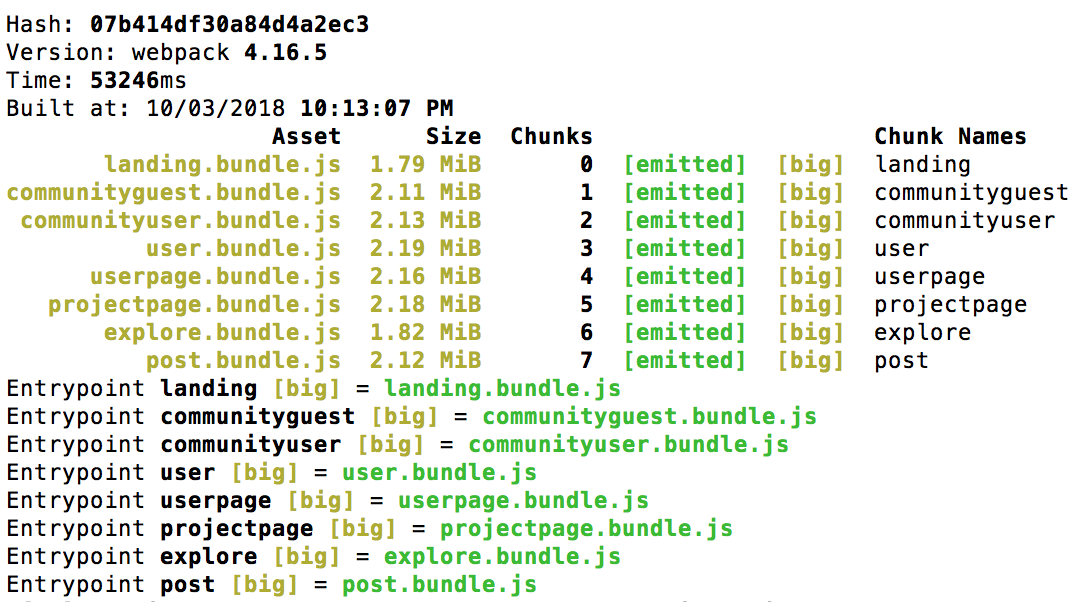 Hash: 07b414df30a84d4a2ec3
Version: webpack 4.16.5
Time: 53246ms
Built at: 10/03/2018 10:13:07 PM
Asset Size Chunks Chunk Names
landing.bundle.js 1.79 MiB 0 [emitted] [big] landing
communityguest.bundle.js 2.11 MiB 1 [emitted] [big] communityguest
communityuser.bundle.js 2.13 MiB 2 [emitted] [big] communityuser
user.bundle.js 2.19 MiB 3 [emitted] [big] user
userpage.bundle.js 2.16 MiB 4 [emitted] [big] userpage
projectpage.bundle.js 2.18 MiB 5 [emitted] [big] projectpage
explore.bundle.js 1.82 MiB 6 [emitted] [big] explore
post.bundle.js 2.12 MiB 7 [emitted] [big] post
Entrypoint landing [big] = landing.bundle.js
Entrypoint communityguest [big] = communityguest.bundle.js
Entrypoint communityuser [big] = communityuser.bundle.js
Entrypoint user [big] = user.bundle.js
Entrypoint userpage [big] = userpage.bundle.js
Entrypoint projectpage [big] = projectpage.bundle.js
Entrypoint explore [big] = explore.bundle.js
Entrypoint post [big] = post.bundle.js